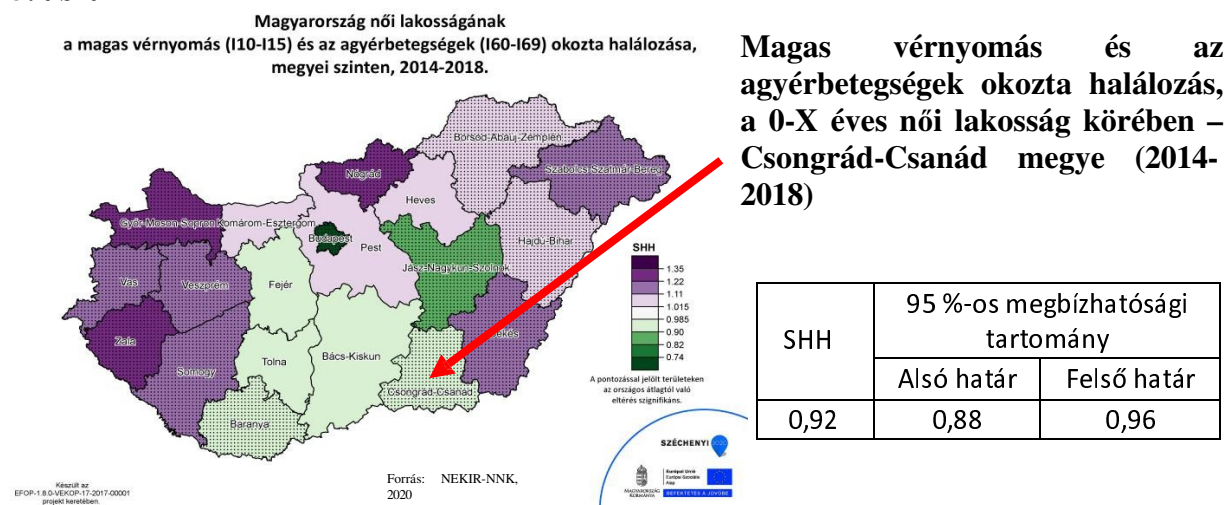 Magyarország női lakosságának
a magas vérnyomás (I10-I15) és az agyérbetegségek (I60-I69) okozta halálozása,
megyei szinten, 2014-2018.
Borsod-Abaúj-Zemplén
Nógrád
Szabolcs-Szatmár-Bereg
Heves
Győr-Moson-Sopron
Komárom-Esztergom
Budapest
Pest
Hajdú-Bihar
Jász-Nagykun-Szolnok
Vas
Veszprém
Fejér
Békés
Zala
Somogy
Tolna
Bács-Kiskun
Csongrád-Csanád
Baranya
SHH
1.35
1.22
1.11
1.015
0.985
0.90
0.82
0.74
A pontozással jelölt területeken
az országos átlagtól való
eltérés szignifikáns.
Készült az
EFOP-1.8.0-VEKOP-17-2017-00001
projekt keretében.
Forrás: NEKIR-NNK,
2020
SZÉCHENYI 2020
Magyarország
Kormánya
Európai Unió
Európai Szociális
Alap
BEFEKTETÉS A JÖVŐBE
Magas vérnyomás és az
agyérbetegségek okozta halálozás,
a 0-X éves női lakosság körében –
Csongrád-Csanád megye (2014-
2018)
SHH
95 %-os megbízhatósági
tartomány
Alsó határ Felső határ
0,92 0,88 0,96